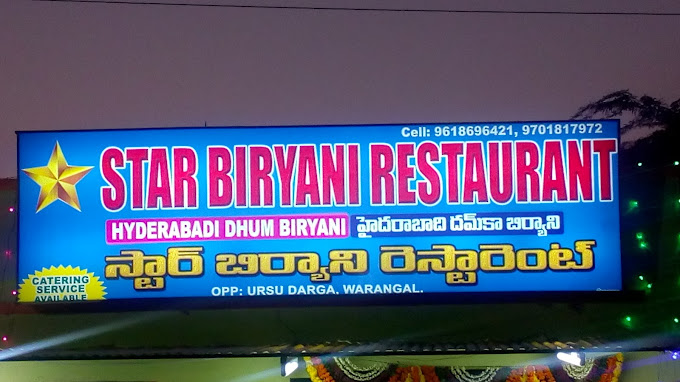 Cell: 9618696421, 9701817972
STAR BIRYANI RESTAURANT
HYDERABADI DHUM BIRYANI హైదరాబాది దమ్‌కా బిర్యాని
స్టార్ బిర్యాని రెస్టారెంట్
CATERING
SERVICE
AVAILABLE
OPP: URSU DARGA, WARANGAL.